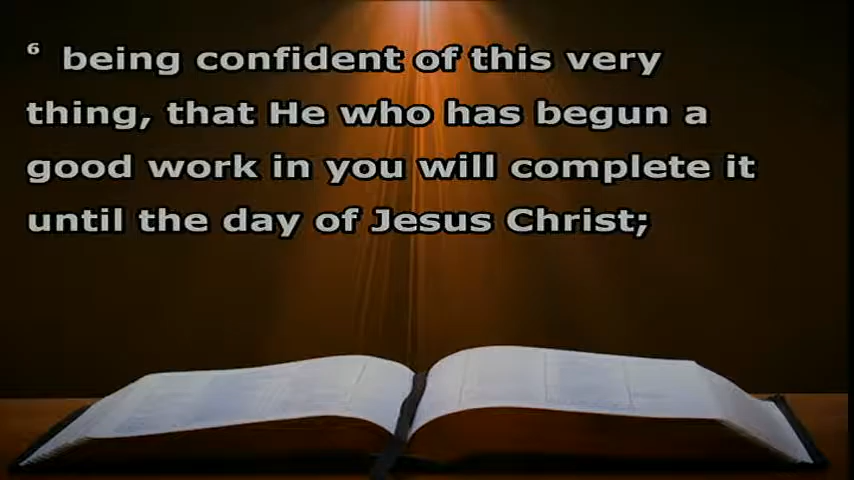 6 being confident of this very
thing, that He who has begun a
good work in you will complete it
until the day of Jesus Christ;